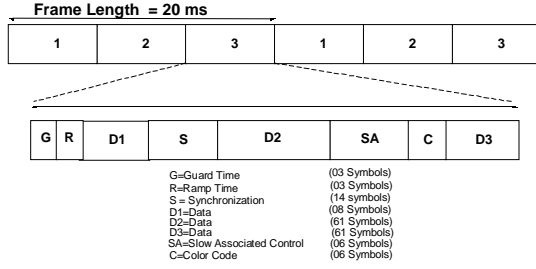 Frame Length = 20 ms
1 2 3 1 2 3
G R D1 S D2 SA C D3
G=Guard Time (03 Symbols)
R=Ramp Time (03 Symbols)
S = Synchronization (14 symbols)
D1=Data (08 Symbols)
D2=Data (61 Symbols)
D3=Data (61 Symbols)
SA=Slow Associated Control (06 Symbols)
C=Color Code (06 Symbols)